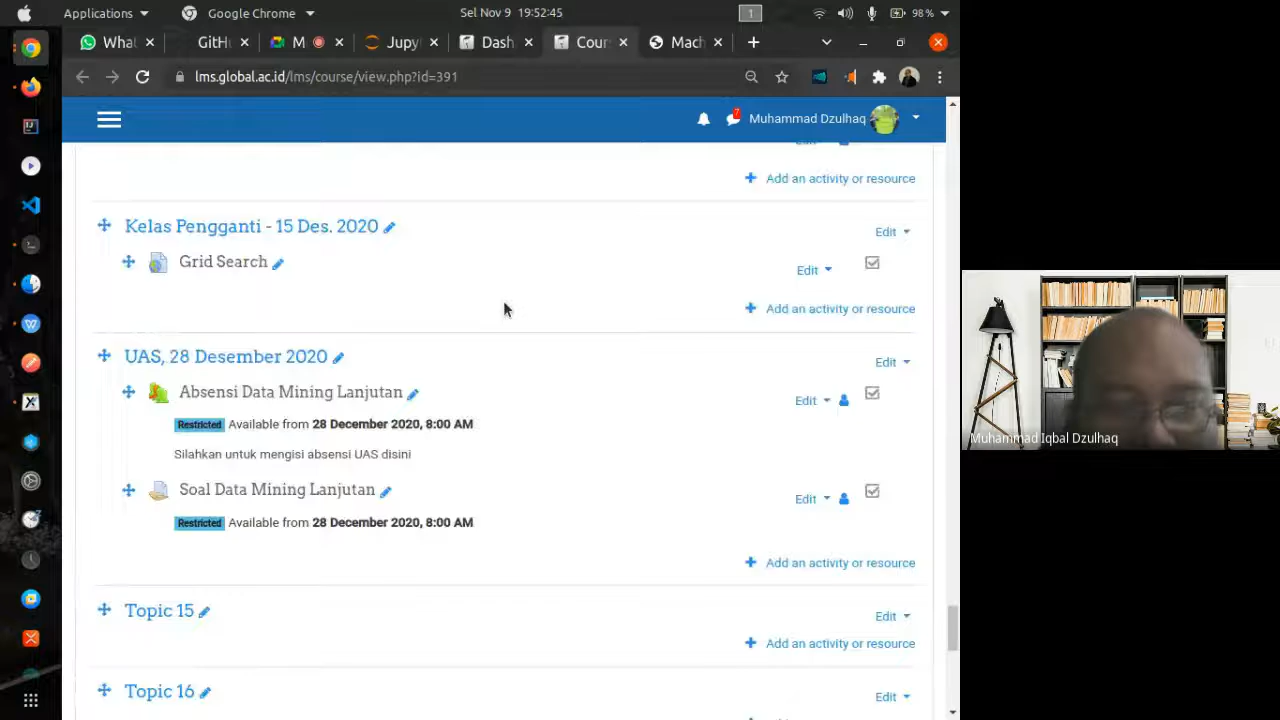 Applications
Google Chrome
Sel Nov 9 19:52:45
1
98%
What
GitHu
M
Jupy
Dash
Cour
Mach
lms.global.ac.id/lms/course/view.php?id=391
7
Muhammad Dzulhaq
Add an activity or resource
Kelas Pengganti - 15 Des. 2020
Edit
Grid Search
Edit
Add an activity or resource
UAS, 28 Desember 2020
Edit
Absensi Data Mining Lanjutan
Edit
Restricted Available from 28 December 2020, 8:00 AM
Silahkan untuk mengisi absensi UAS disini
Soal Data Mining Lanjutan
Edit
Restricted Available from 28 December 2020, 8:00 AM
Add an activity or resource
Topic 15
Edit
Add an activity or resource
Topic 16
Edit
Muhammad Iqbal Dzulhaq